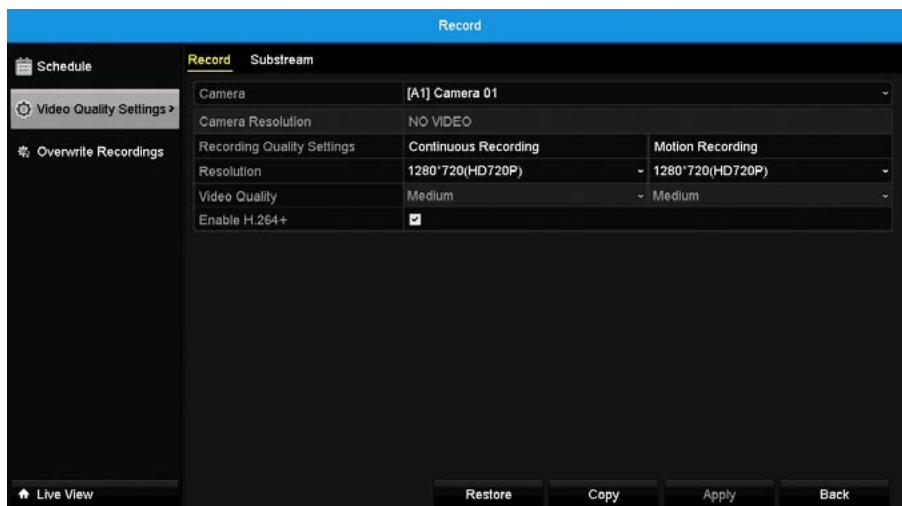 Record
Schedule
Video Quality Settings >
Overwrite Recordings
Live View
Record Substream
Camera [A1] Camera 01
Camera Resolution NO VIDEO
Recording Quality Settings Continuous Recording Motion Recording
Resolution 1280*720(HD720P) 1280*720(HD720P)
Video Quality Medium Medium
Enable H.264+
Restore Copy Apply Back